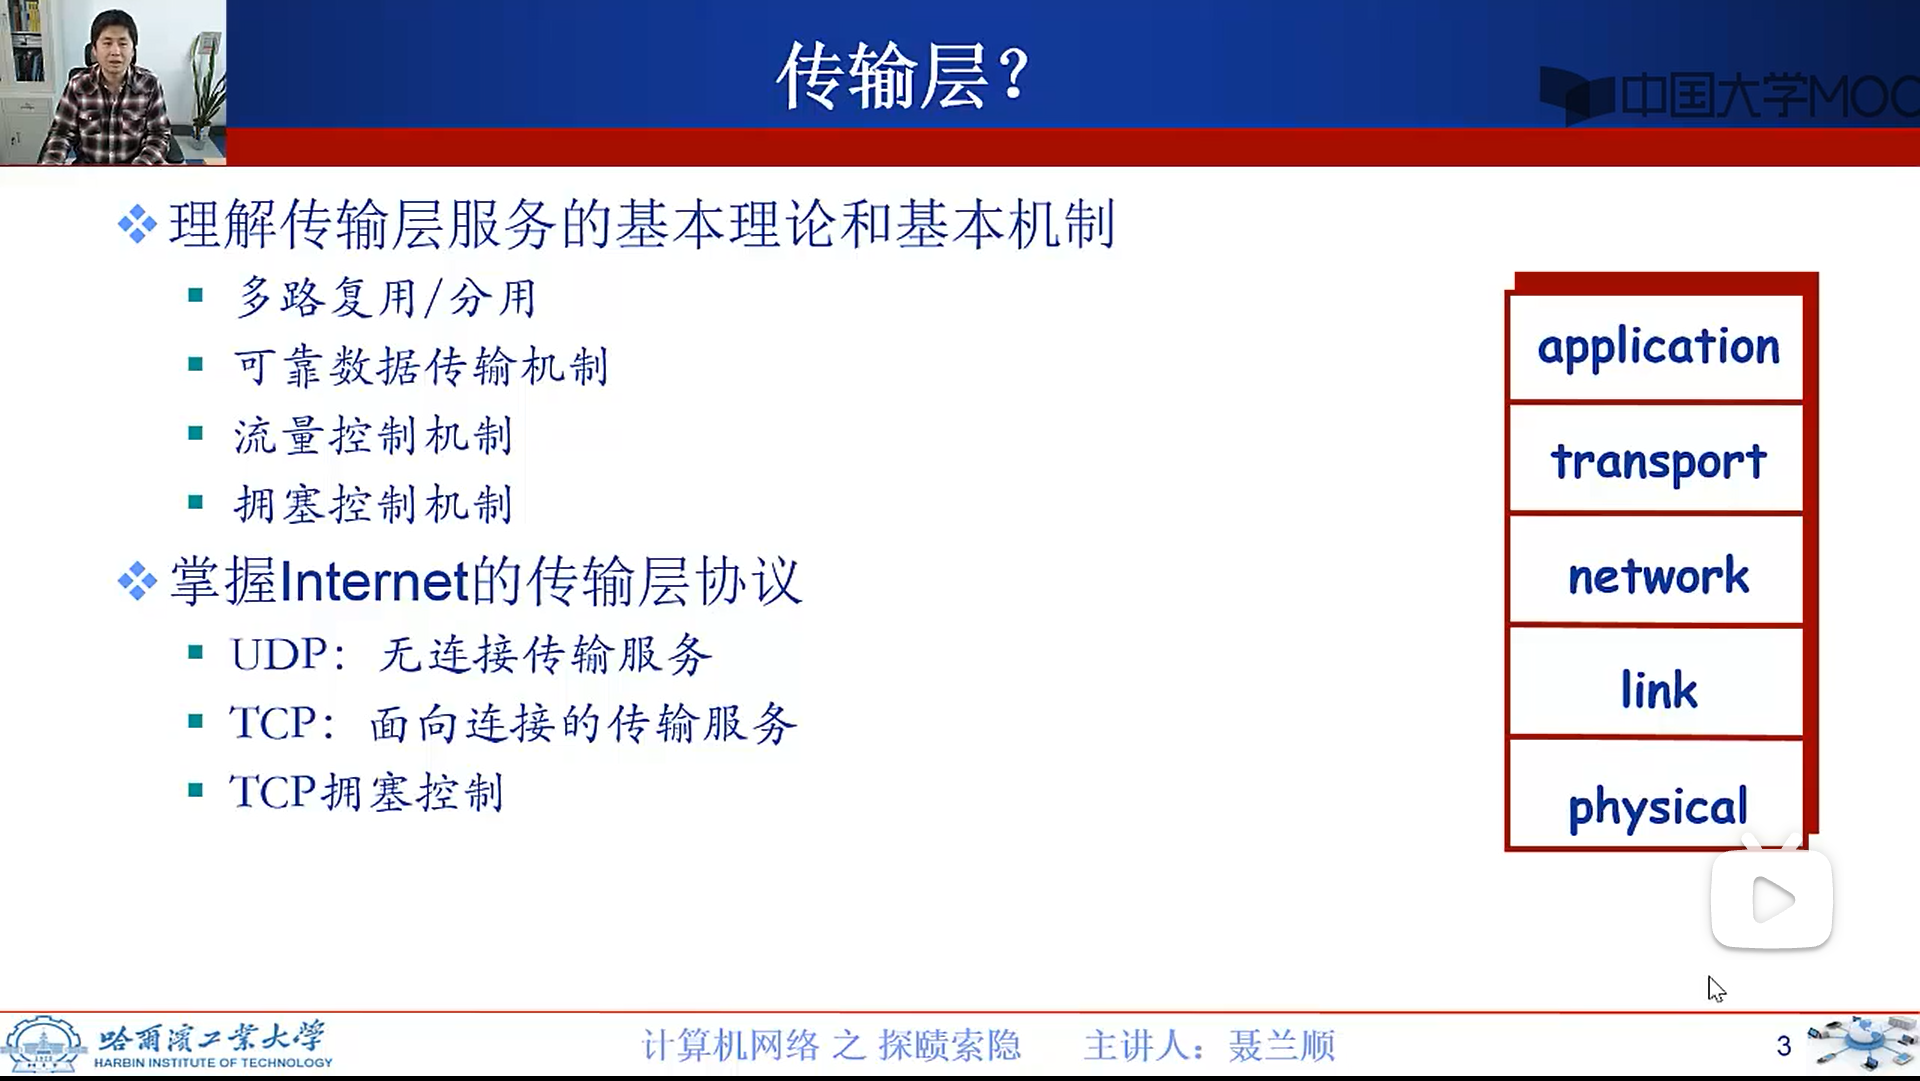 传输层？
中国大学MOO
理解传输层服务的基本理论和基本机制
多路复用/分用
可靠数据传输机制
流量控制机制
拥塞控制机制
掌握Internet的传输层协议
UDP：无连接传输服务
TCP：面向连接的传输服务
TCP拥塞控制
application
transport
network
link
physical
哈爾濱工業大學
HARBIN INSTITUTE OF TECHNOLOGY
计算机网络 之 探赜索隐 主讲人：聂兰顺
3